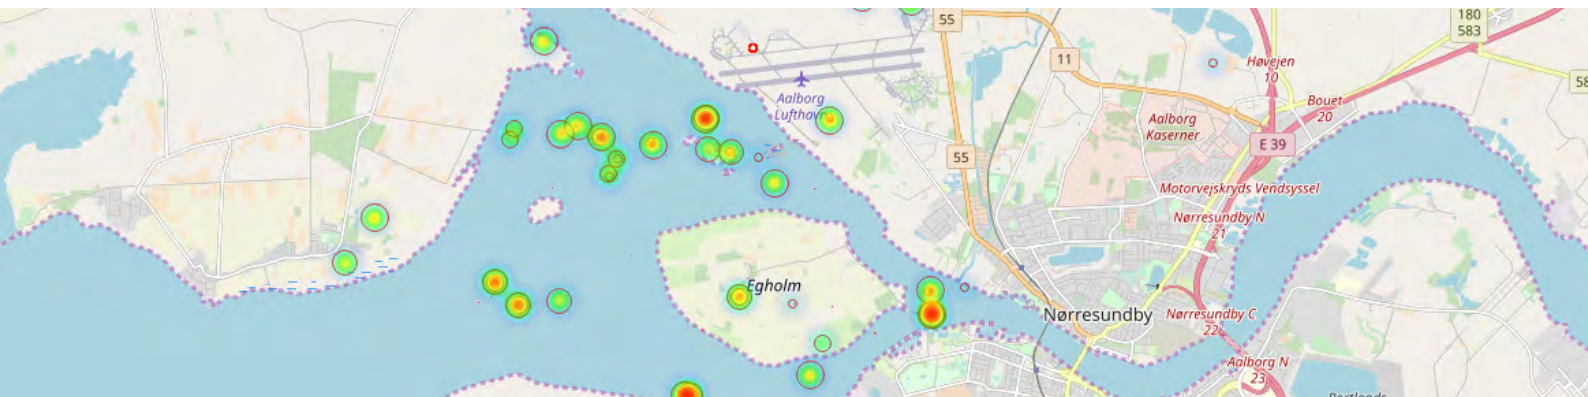 55
180
583
11
Høvejen
10
58
Aalborg
Lufthavn
Bouet
20
Aalborg
Kaserner
E 39
55
Motorvejskryds Vendsyssel
Nørresundby N
21
Egholm
Nørresundby
Nørresundby C
22
Aalborg N
23